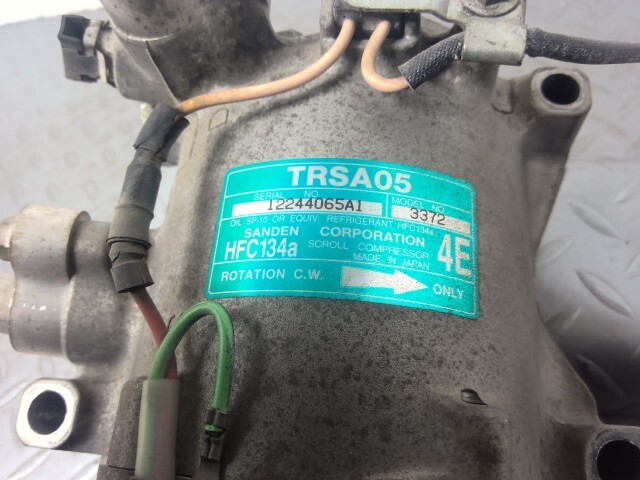 TRSA05
SERIAL NO. MODEL NO.
12244065A1 3372
OIL SP-10 OR EQUIV. REFRIGERANT HFC134a
SANDEN CORPORATION
HFC134a SCROLL COMPRESSOR 4E
MADE IN JAPAN
ROTATION C.W. ONLY